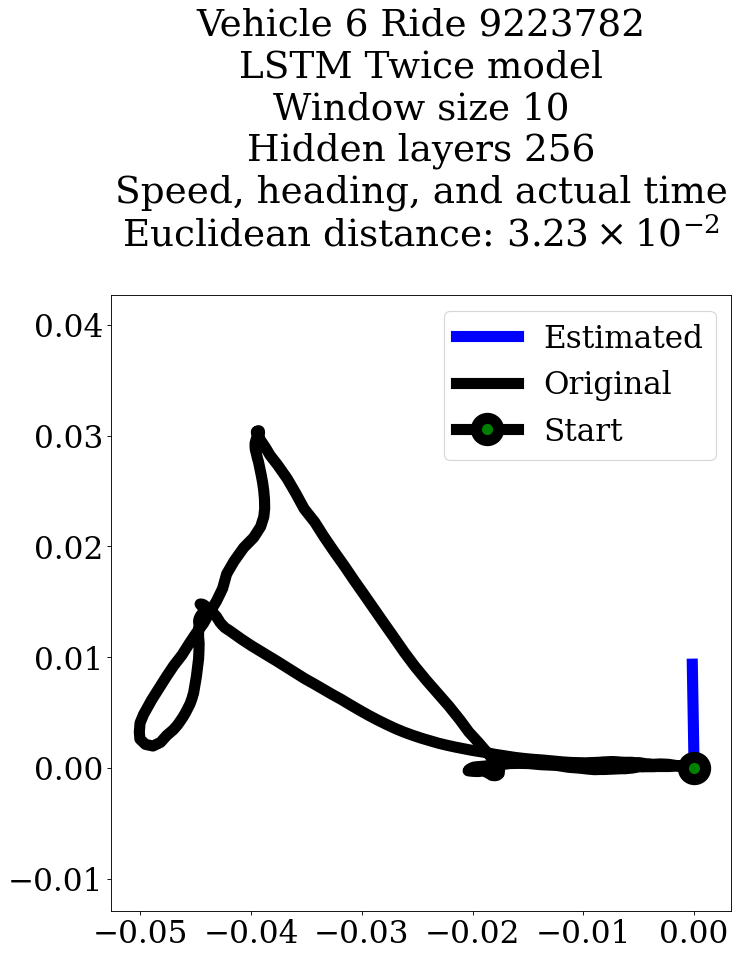 Vehicle 6 Ride 9223782
LSTM Twice model
Window size 10
Hidden layers 256
Speed, heading, and actual time
Euclidean distance: 3.23 × 10⁻²
Estimated
Original
Start
0.04
0.03
0.02
0.01
0.00
−0.01
−0.05 −0.04 −0.03 −0.02 −0.01 0.00